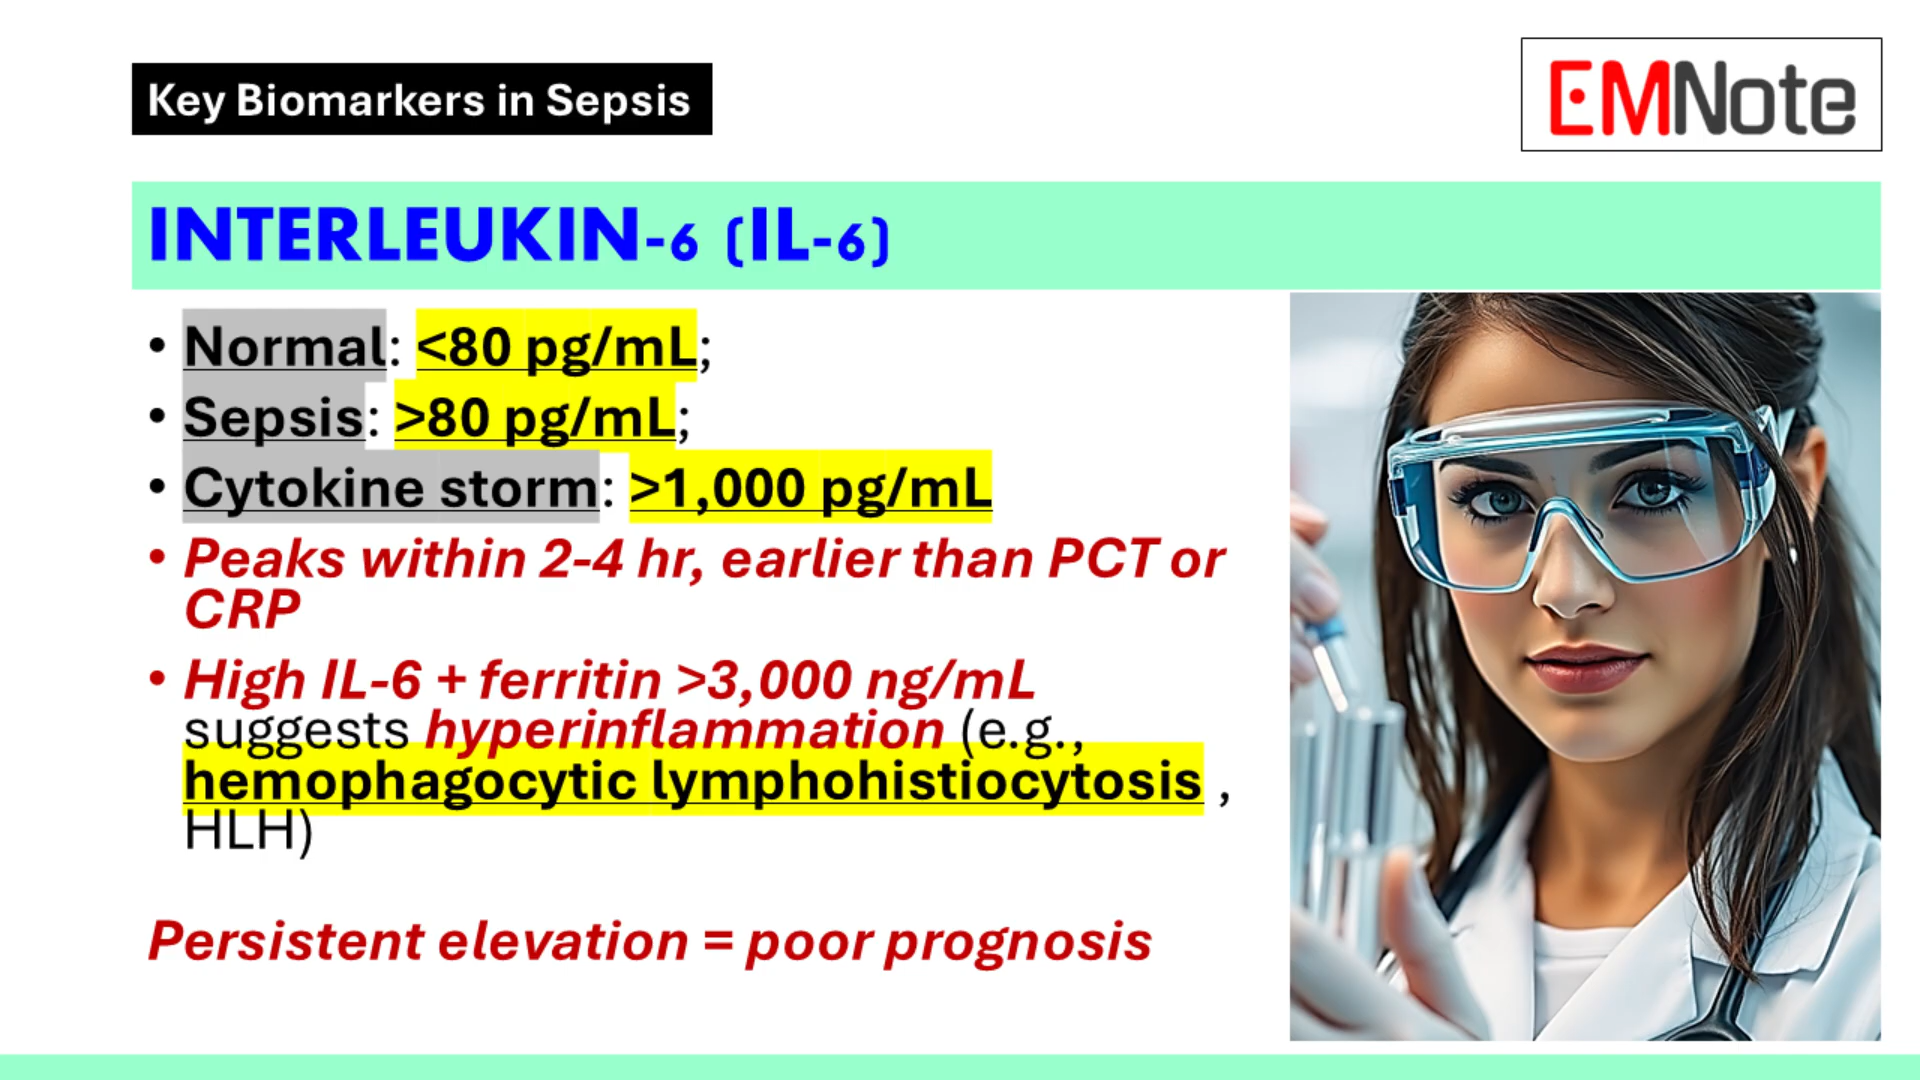 Key Biomarkers in Sepsis
EMNote
INTERLEUKIN-6 (IL-6)
• Normal: <80 pg/mL;
• Sepsis: >80 pg/mL;
• Cytokine storm: >1,000 pg/mL
• Peaks within 2-4 hr, earlier than PCT or
CRP
• High IL-6 + ferritin >3,000 ng/mL
suggests hyperinflammation (e.g.,
hemophagocytic lymphohistiocytosis ,
HLH)
Persistent elevation = poor prognosis